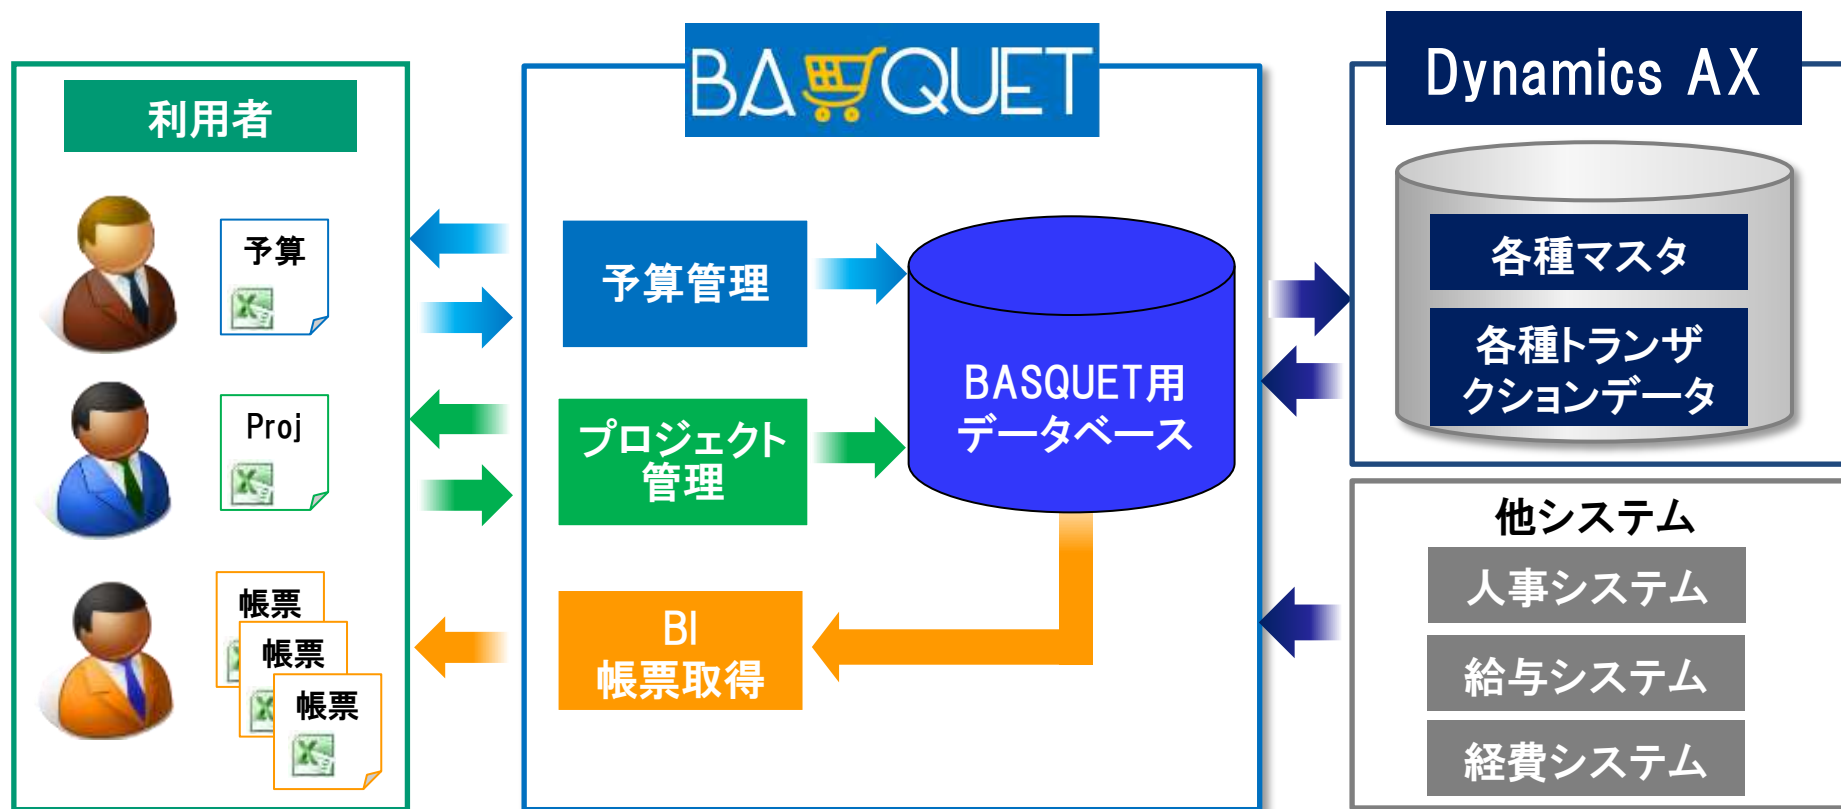 利用者
予算
Proj
帳票
帳票
帳票
BASQUET
予算管理
プロジェクト
管理
BI
帳票取得
BASQUET用
データベース
Dynamics AX
各種マスタ
各種トランザ
クションデータ
他システム
人事システム
給与システム
経費システム